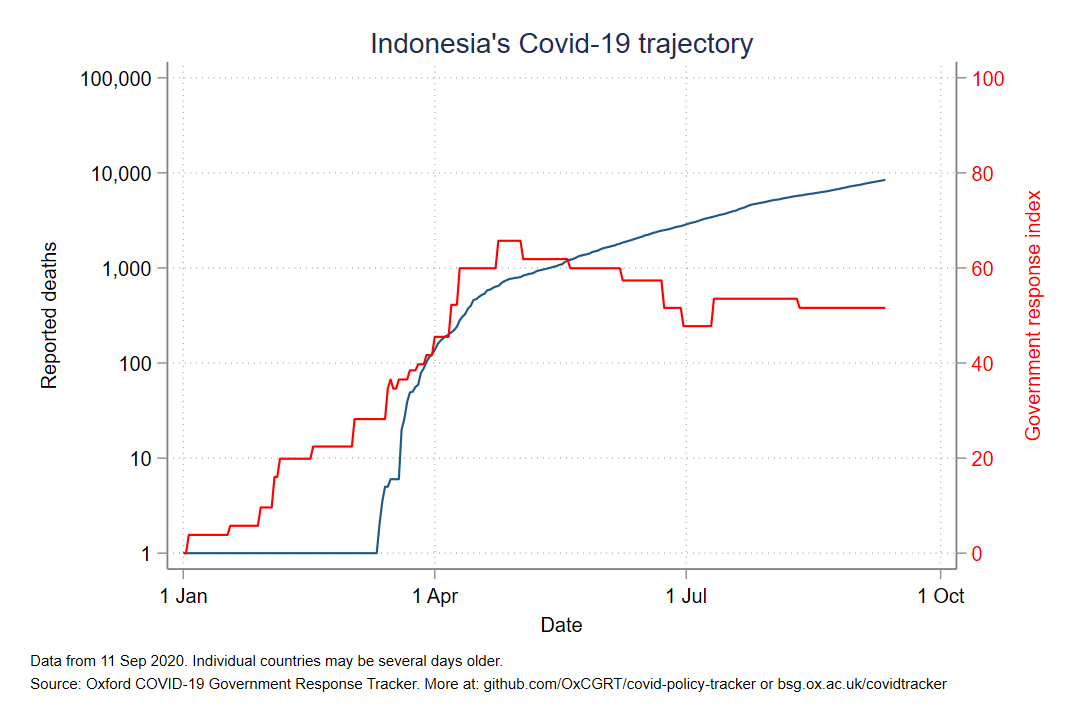 Indonesia's Covid-19 trajectory
100,000
10,000
1,000
100
10
1
Reported deaths
100
80
60
40
20
0
Government response index
1 Jan
1 Apr
1 Jul
1 Oct
Date
Data from 11 Sep 2020. Individual countries may be several days older.
Source: Oxford COVID-19 Government Response Tracker. More at: github.com/OxCGRT/covid-policy-tracker or bsg.ox.ac.uk/covidtracker